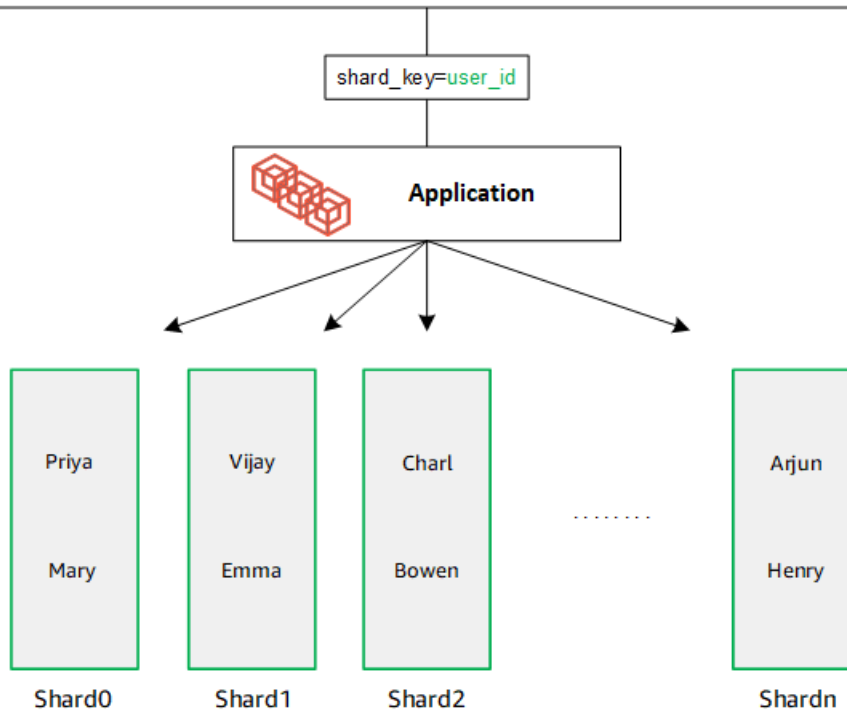 shard_key=user_id
Application
Priya Vijay Charl Arjun
........
Mary Emma Bowen Henry
Shard0 Shard1 Shard2 Shardn